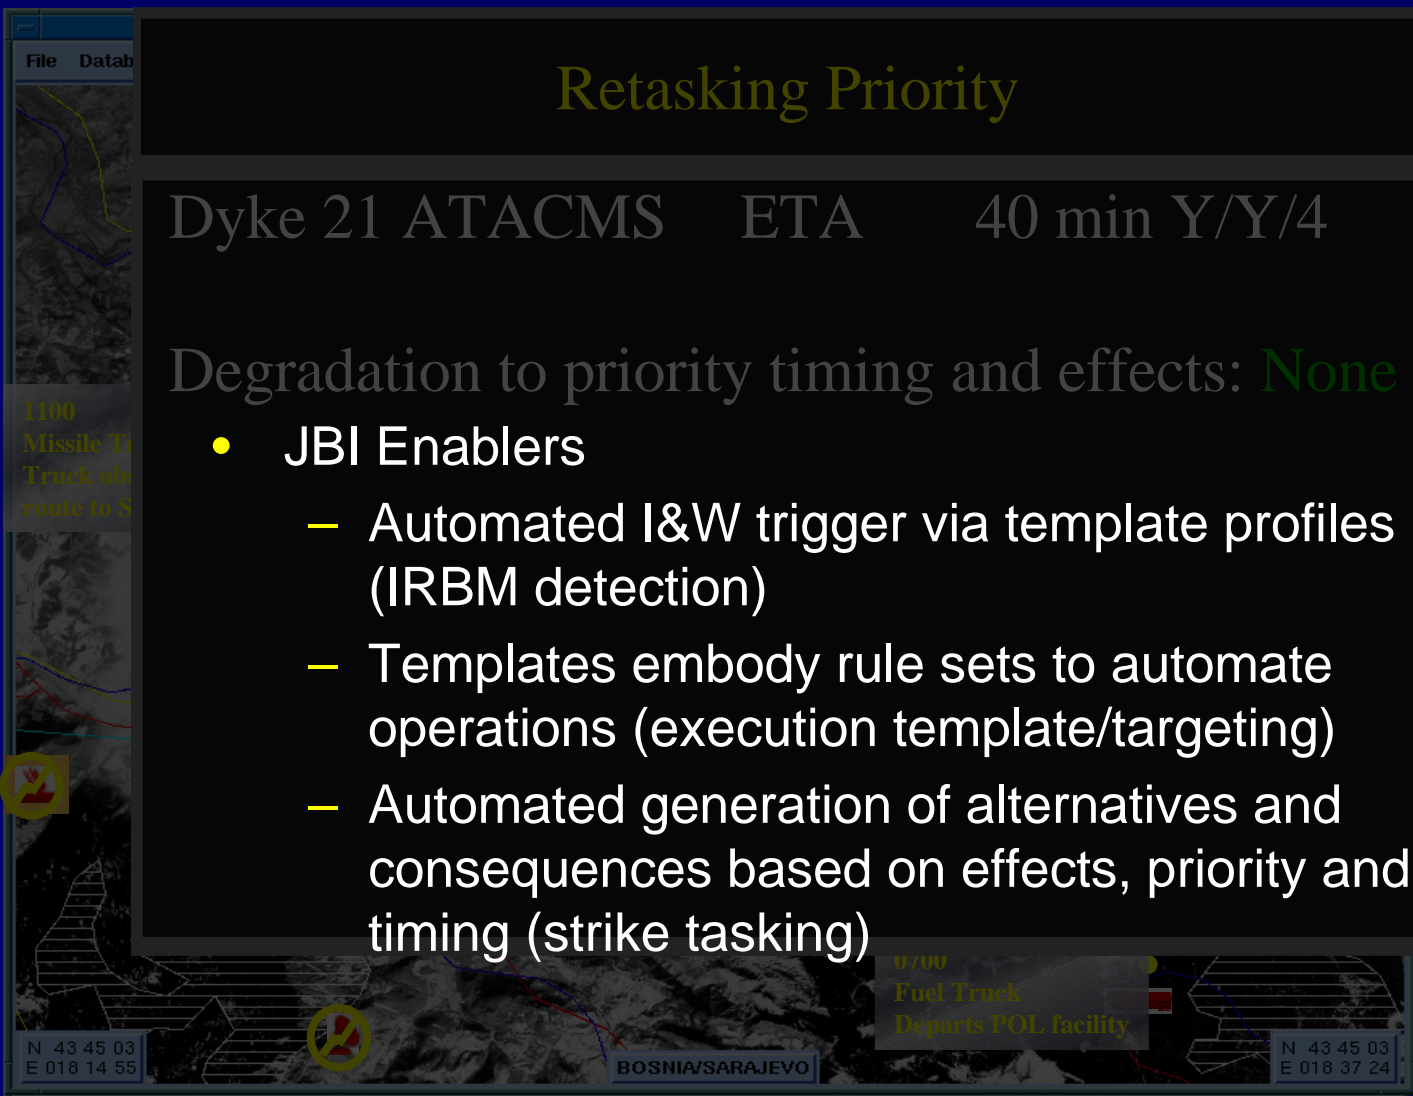 File Datab
Retasking Priority
Dyke 21 ATACMS ETA 40 min Y/Y/4
Degradation to priority timing and effects: None
1100
Missile
Truck
route to S
• JBI Enablers
– Automated I&W trigger via template profiles
(IRBM detection)
– Templates embody rule sets to automate
operations (execution template/targeting)
– Automated generation of alternatives and
consequences based on effects, priority and
timing (strike tasking)
0700
Fuel Truck
Departs POL facility
N 43 45 03
E 018 14 55
BOSNIA/SARAJEVO
N 43 45 03
E 018 37 24